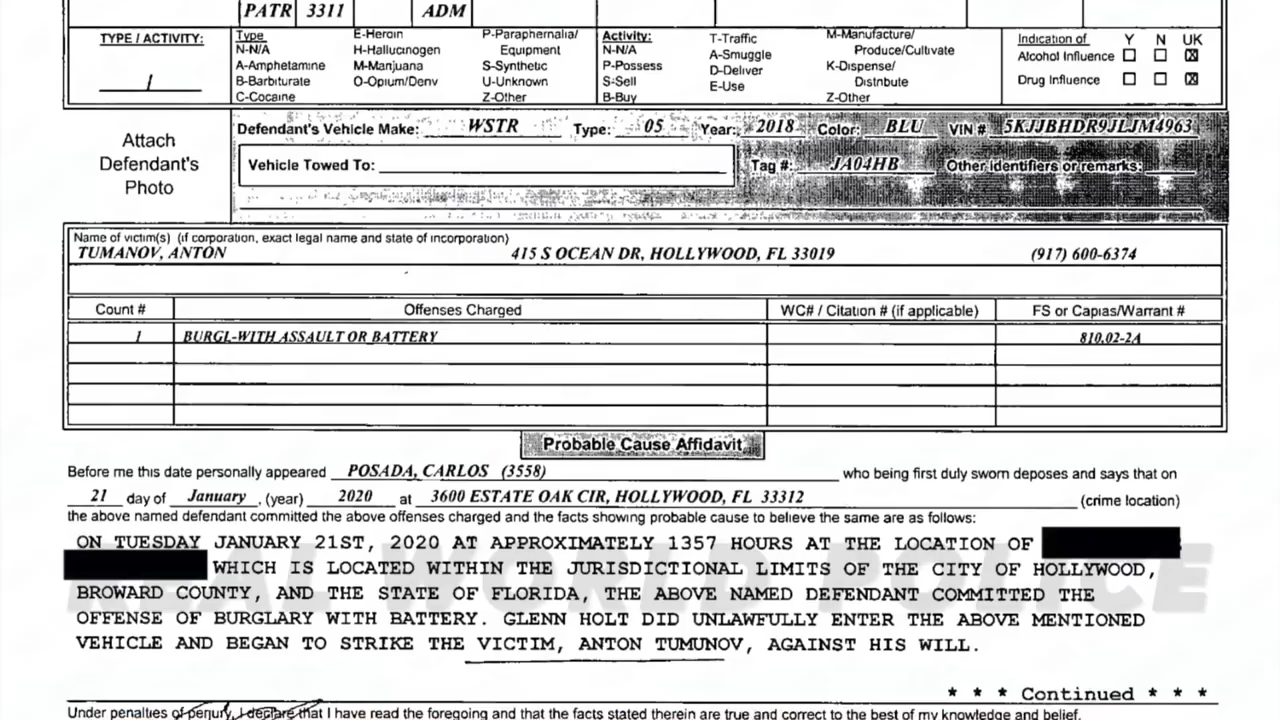 PATR 3311 ADM
TYPE / ACTIVITY:
/
Type
N-N/A
A-Amphetamine
B-Barbiturate
C-Cocaine
E-Heroin
H-Hallucinogen
M-Marijuana
O-Opium/Deriv
P-Paraphernalia/
Equipment
S-Synthetic
U-Unknown
Z-Other
Activity:
N-N/A
P-Possess
S-Sell
B-Buy
T-Traffic
A-Smuggle
D-Deliver
E-Use
M-Manufacture/
Produce/Cultivate
K-Dispense/
Distribute
Z-Other
Indication of Y N UK
Alcohol Influence
Drug Influence
Attach
Defendant's
Photo
Defendant's Vehicle Make: WSTR Type: 05 Year: 2018 Color: BLU VIN # 5KJJBHDR9JLJM4963
Vehicle Towed To: Tag #: JA04HB Other identifiers or remarks:
Name of victim(s) (if corporation, exact legal name and state of incorporation)
TUMANOV, ANTON 415 S OCEAN DR, HOLLYWOOD, FL 33019 (917) 600-6374
Count # Offenses Charged WC# / Citation # (if applicable) FS or Capias/Warrant #
1 BURGL-WITH ASSAULT OR BATTERY 810.02-2A
Probable Cause Affidavit
Before me this date personally appeared POSADA, CARLOS (3558) who being first duly sworn deposes and says that on
21 day of January , (year) 2020 at 3600 ESTATE OAK CIR, HOLLYWOOD, FL 33312 (crime location)
the above named defendant committed the above offenses charged and the facts showing probable cause to believe the same are as follows:
ON TUESDAY JANUARY 21ST, 2020 AT APPROXIMATELY 1357 HOURS AT THE LOCATION OF
WHICH IS LOCATED WITHIN THE JURISDICTIONAL LIMITS OF THE CITY OF HOLLYWOOD,
BROWARD COUNTY, AND THE STATE OF FLORIDA, THE ABOVE NAMED DEFENDANT COMMITTED THE
OFFENSE OF BURGLARY WITH BATTERY. GLENN HOLT DID UNLAWFULLY ENTER THE ABOVE MENTIONED
VEHICLE AND BEGAN TO STRIKE THE VICTIM, ANTON TUMUNOV, AGAINST HIS WILL.
REAL WORLD POLICE
* * * Continued * * *
Under penalties of perjury, I declare that I have read the foregoing and that the facts stated therein are true and correct to the best of my knowledge and belief.